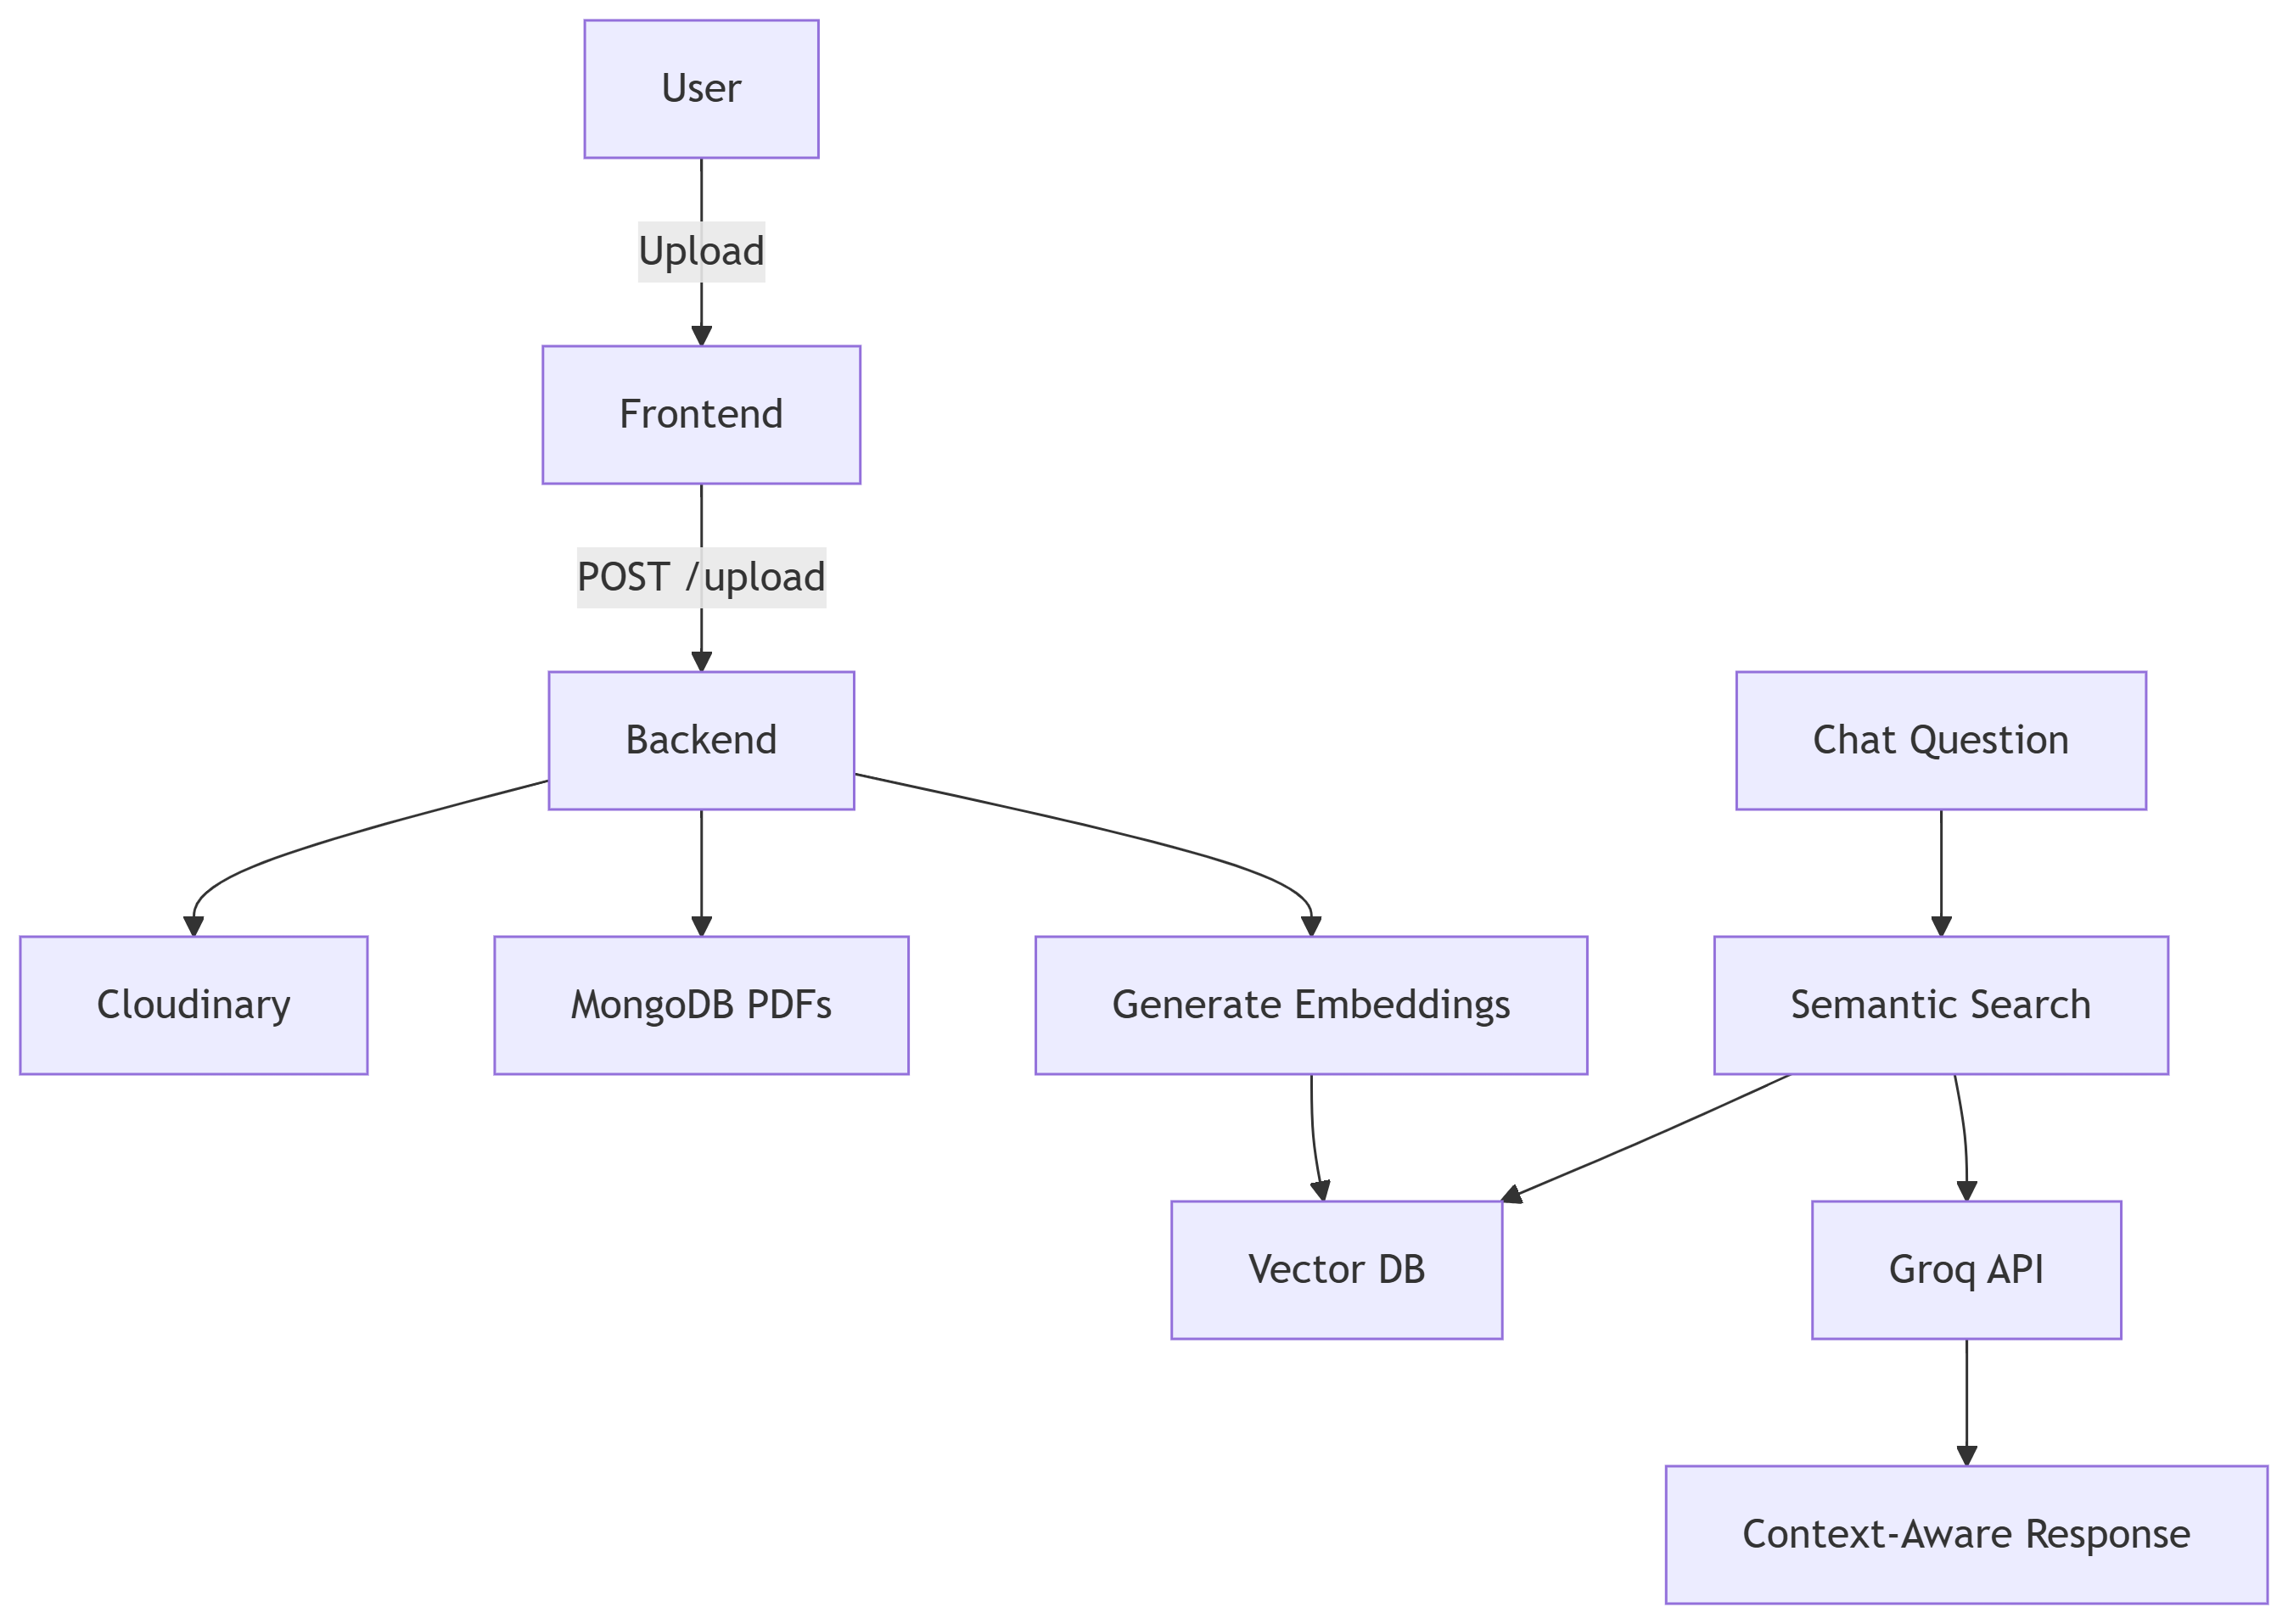 User
Upload
Frontend
POST /upload
Backend
Chat Question
Cloudinary
MongoDB PDFs
Generate Embeddings
Semantic Search
Vector DB
Groq API
Context-Aware Response